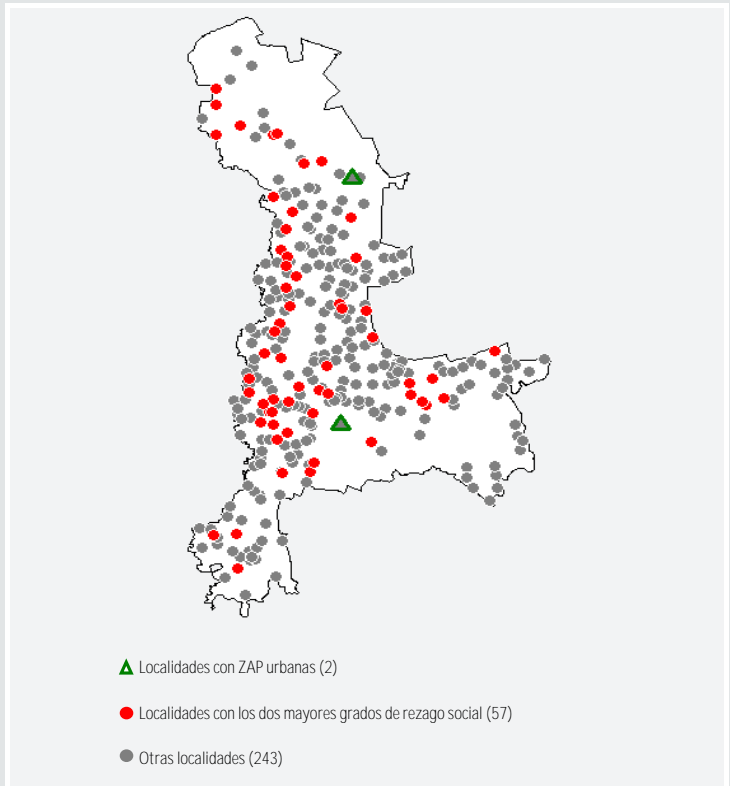 Localidades con ZAP urbanas (2)
Localidades con los dos mayores grados de rezago social (57)
Otras localidades (243)